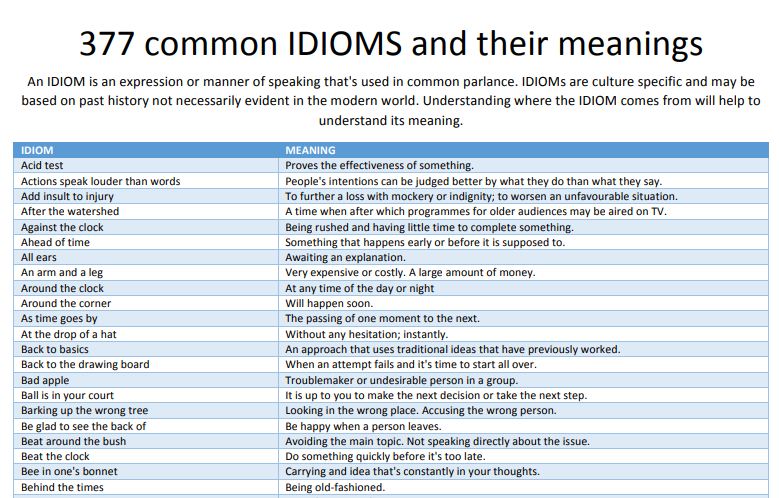 377 common IDIOMS and their meanings
An IDIOM is an expression or manner of speaking that's used in common parlance. IDIOMs are culture specific and may be
based on past history not necessarily evident in the modern world. Understanding where the IDIOM comes from will help to
understand its meaning.
IDIOM MEANING
Acid test Proves the effectiveness of something.
Actions speak louder than words People's intentions can be judged better by what they do than what they say.
Add insult to injury To further a loss with mockery or indignity; to worsen an unfavourable situation.
After the watershed A time when after which programmes for older audiences may be aired on TV.
Against the clock Being rushed and having little time to complete something.
Ahead of time Something that happens early or before it is supposed to.
All ears Awaiting an explanation.
An arm and a leg Very expensive or costly. A large amount of money.
Around the clock At any time of the day or night
Around the corner Will happen soon.
As time goes by The passing of one moment to the next.
At the drop of a hat Without any hesitation; instantly.
Back to basics An approach that uses traditional ideas that have previously worked.
Back to the drawing board When an attempt fails and it's time to start all over.
Bad apple Troublemaker or undesirable person in a group.
Ball is in your court It is up to you to make the next decision or take the next step.
Barking up the wrong tree Looking in the wrong place. Accusing the wrong person.
Be glad to see the back of Be happy when a person leaves.
Beat around the bush Avoiding the main topic. Not speaking directly about the issue.
Beat the clock Do something quickly before it's too late.
Bee in one's bonnet Carrying and idea that's constantly in your thoughts.
Behind the times Being old-fashioned.